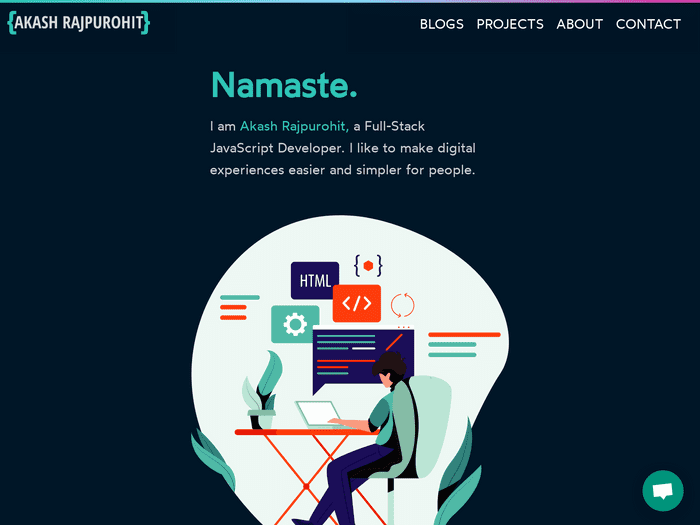 {AKASH RAJPUROHIT}
BLOGS PROJECTS ABOUT CONTACT
Namaste.
I am Akash Rajpurohit, a Full-Stack
JavaScript Developer. I like to make digital
experiences easier and simpler for people.
{ }
HTML
</>